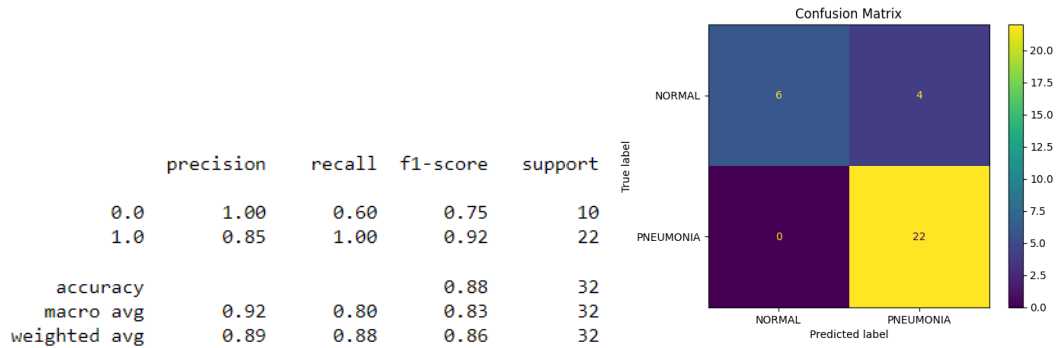 precision recall f1-score support
0.0 1.00 0.60 0.75 10
1.0 0.85 1.00 0.92 22
accuracy 0.88 32
macro avg 0.92 0.80 0.83 32
weighted avg 0.89 0.88 0.86 32
Confusion Matrix
True label
NORMAL
6 4
PNEUMONIA
0 22
NORMAL PNEUMONIA
Predicted label
20.0
17.5
15.0
12.5
10.0
7.5
5.0
2.5
0.0